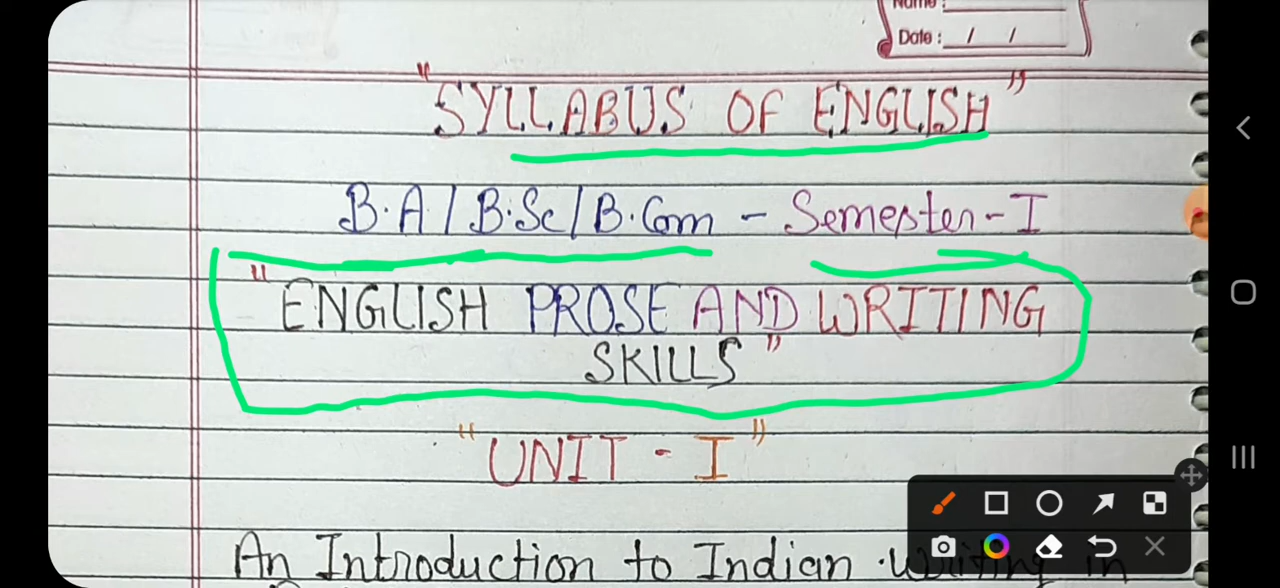 Name :
Date : / /
"SYLLABUS OF ENGLISH"
B.A / B.Sc / B.Com - Semester - I
"ENGLISH PROSE AND WRITING
SKILLS"
"UNIT - I"
An Introduction to Indian Writing in